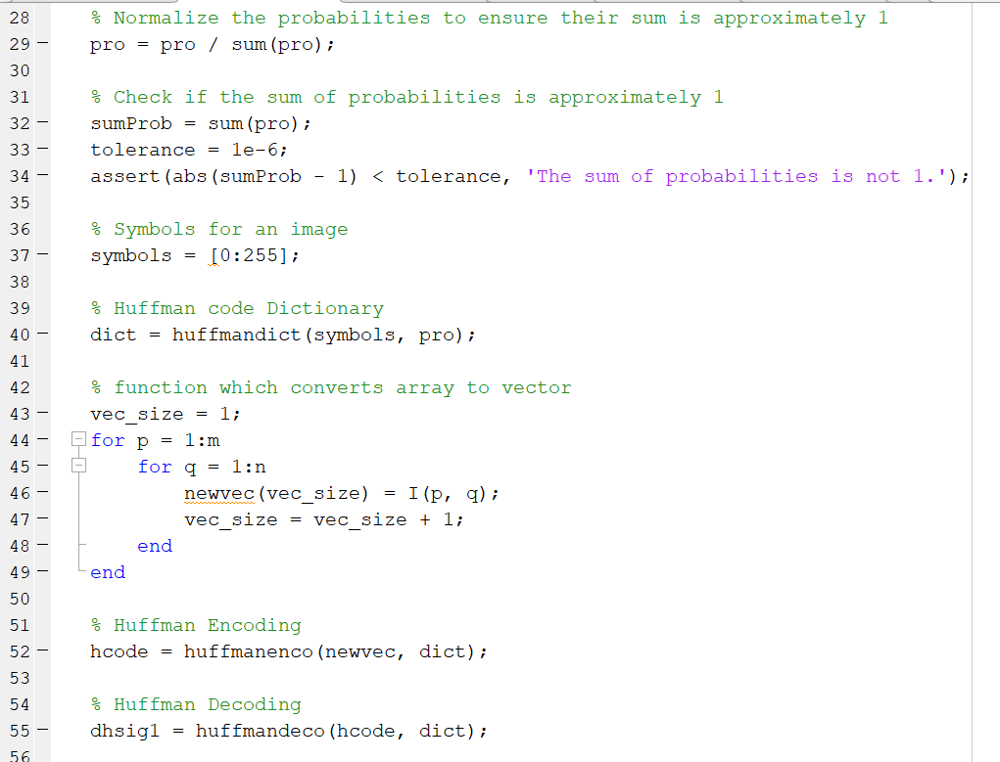 28 % Normalize the probabilities to ensure their sum is approximately 1
29 – pro = pro / sum(pro);
30
31 % Check if the sum of probabilities is approximately 1
32 – sumProb = sum(pro);
33 – tolerance = 1e-6;
34 – assert(abs(sumProb - 1) < tolerance, 'The sum of probabilities is not 1.');
35
36 % Symbols for an image
37 – symbols = [0:255];
38
39 % Huffman code Dictionary
40 – dict = huffmandict(symbols, pro);
41
42 % function which converts array to vector
43 – vec_size = 1;
44 – for p = 1:m
45 – for q = 1:n
46 – newvec(vec_size) = I(p, q);
47 – vec_size = vec_size + 1;
48 – end
49 – end
50
51 % Huffman Encoding
52 – hcode = huffmanenco(newvec, dict);
53
54 % Huffman Decoding
55 – dhsig1 = huffmandeco(hcode, dict);
56